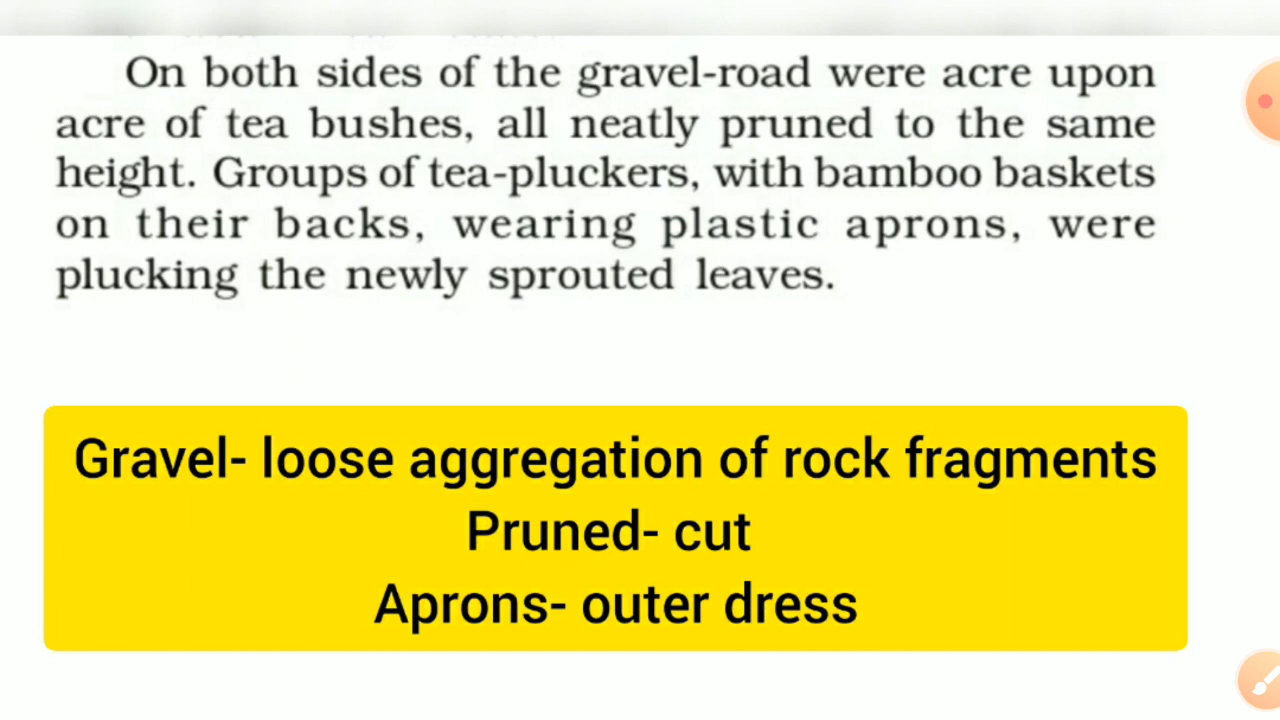 On both sides of the gravel-road were acre upon
acre of tea bushes, all neatly pruned to the same
height. Groups of tea-pluckers, with bamboo baskets
on their backs, wearing plastic aprons, were
plucking the newly sprouted leaves.
Gravel- loose aggregation of rock fragments
Pruned- cut
Aprons- outer dress